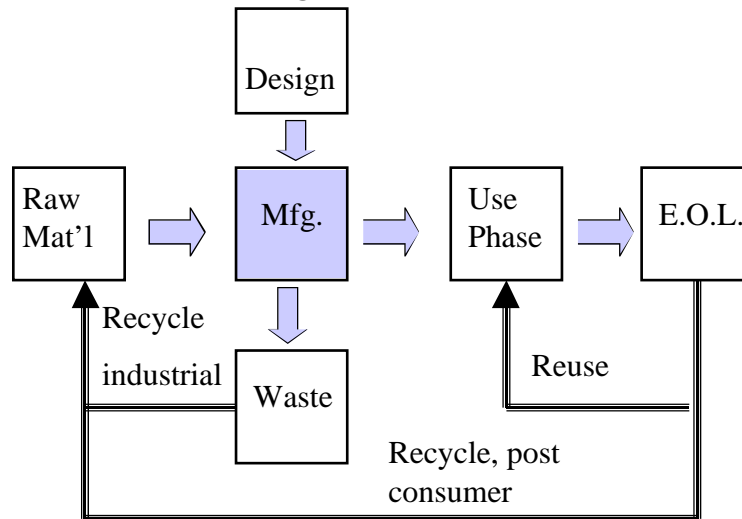 Design
Raw
Mat'l
Mfg.
Use
Phase
E.O.L.
Recycle
industrial
Waste
Reuse
Recycle, post
consumer